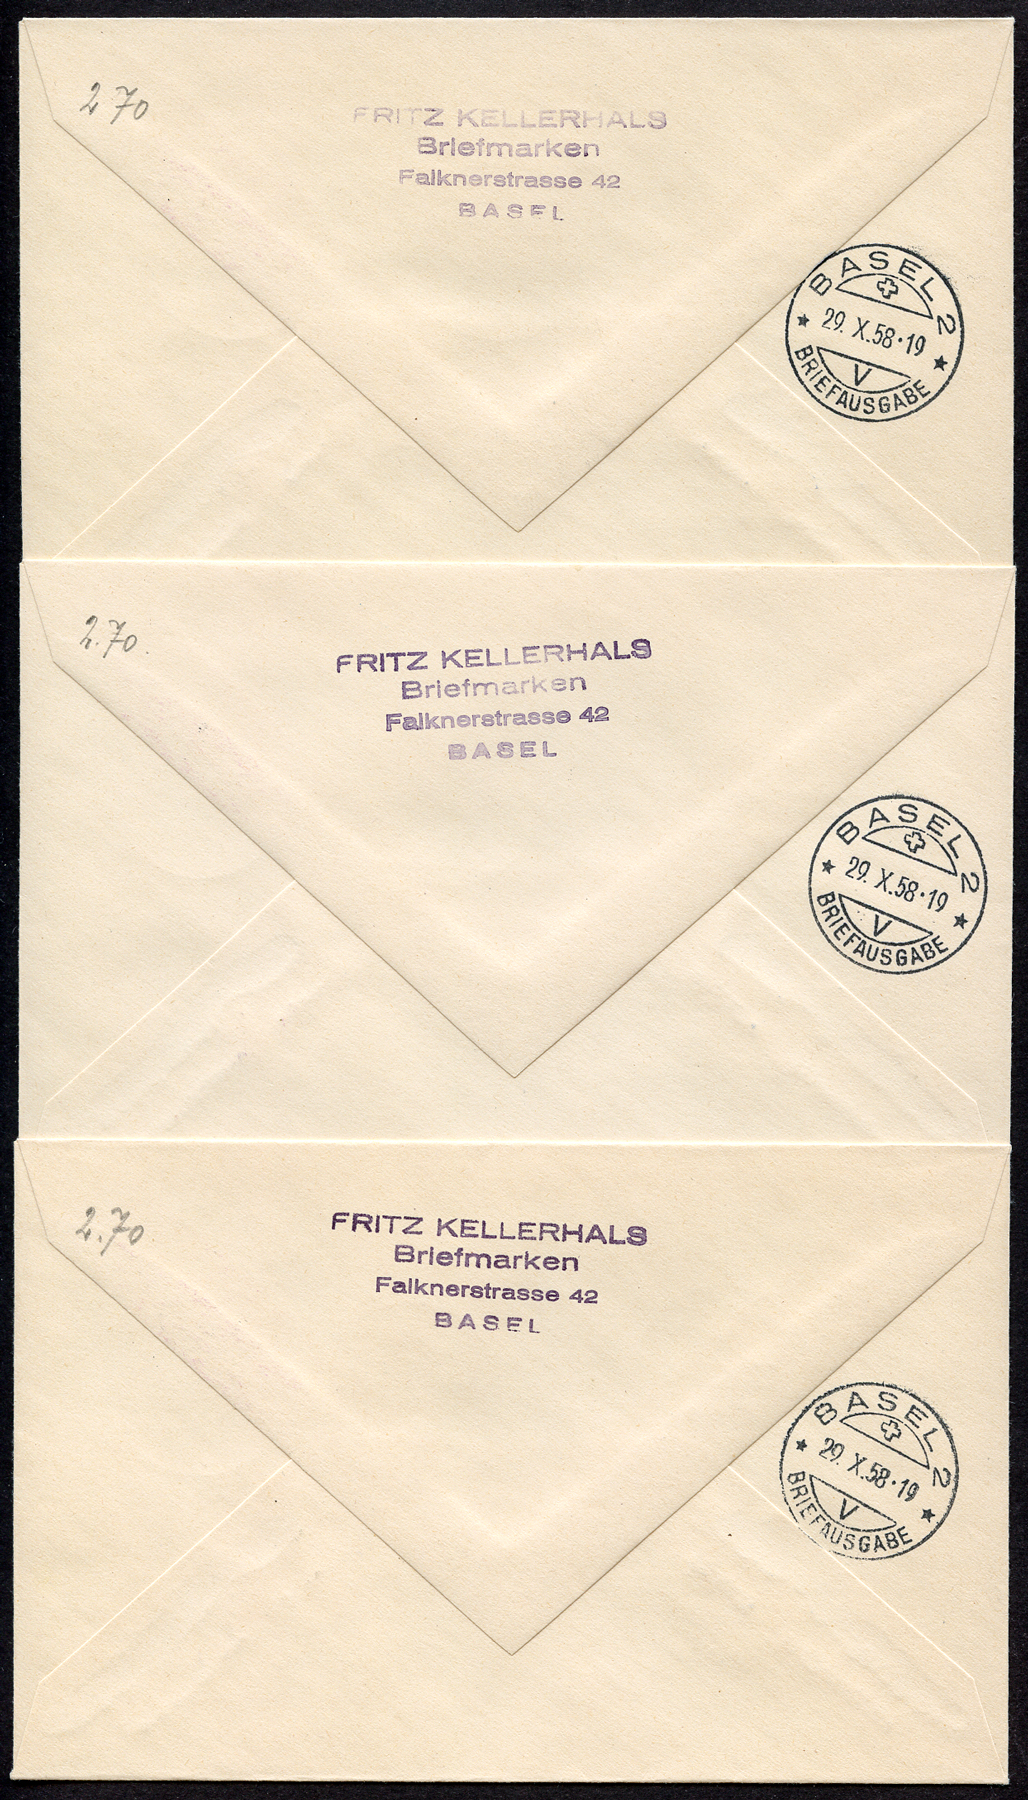 2 70
FRITZ KELLERHALS
Briefmarken
Falknerstrasse 42
BASEL
BASEL 2
29. X.58·19
V
BRIEFAUSGABE
2.70.
FRITZ KELLERHALS
Briefmarken
Falknerstrasse 42
BASEL
BASEL 2
29. X.58·19
V
BRIEFAUSGABE
2.70
FRITZ KELLERHALS
Briefmarken
Falknerstrasse 42
BASEL
BASEL 2
29. X.58·19
V
BRIEFAUSGABE